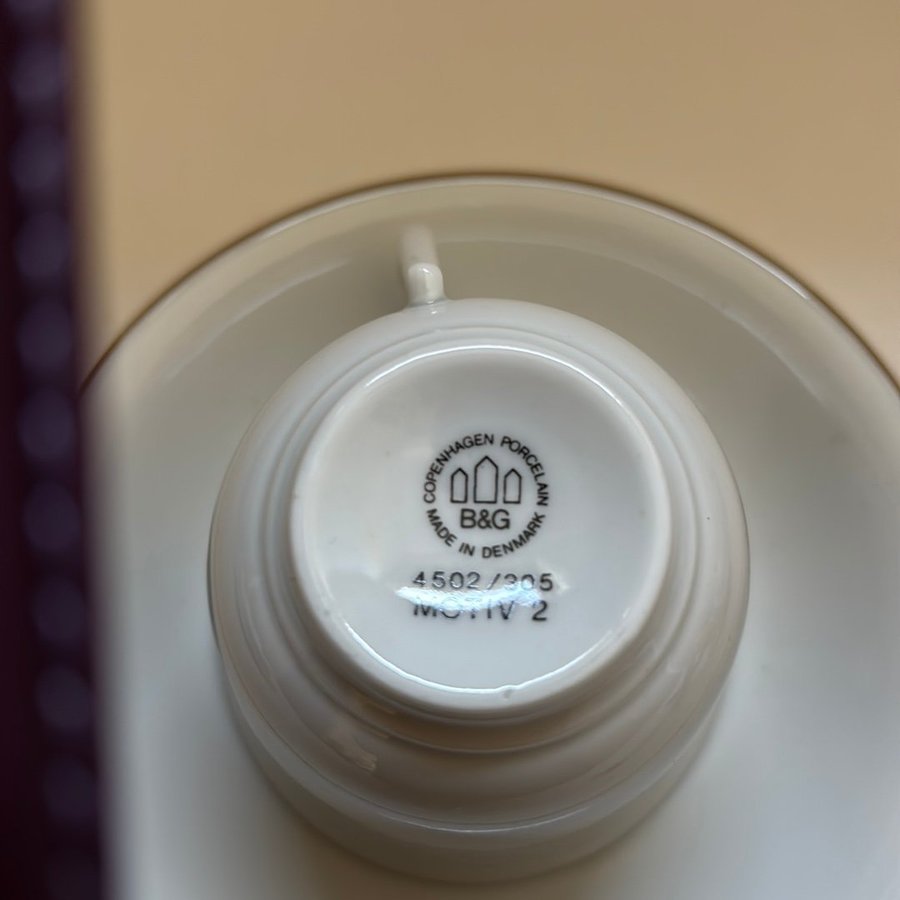 COPENHAGEN PORCELAIN
B&G
MADE IN DENMARK
4502/305
MOTIV 2